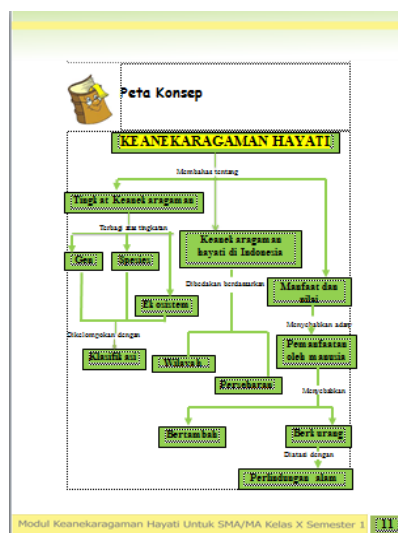 Peta Konsep
KEANEKARAGAMAN HAYATI
Membahas tentang
Tingkat Keanekaragaman
Terbagi atas tingkatan
Keanekaragaman
hayati di Indonesia
Gen
Spesies
Manfaat dan
nilai
Dibedakan berdasarkan
Ekosistem
Menyebabkan adanya
Dikelompokan dengan
Pemanfaatan
oleh manusia
Klasifikasi
Wilayah
Persebaran
Menyebabkan
Bertambah
Berkurang
Diatasi dengan
Perlindungan alam
Modul Keanekaragaman Hayati Untuk SMA/MA Kelas X Semester 1
11